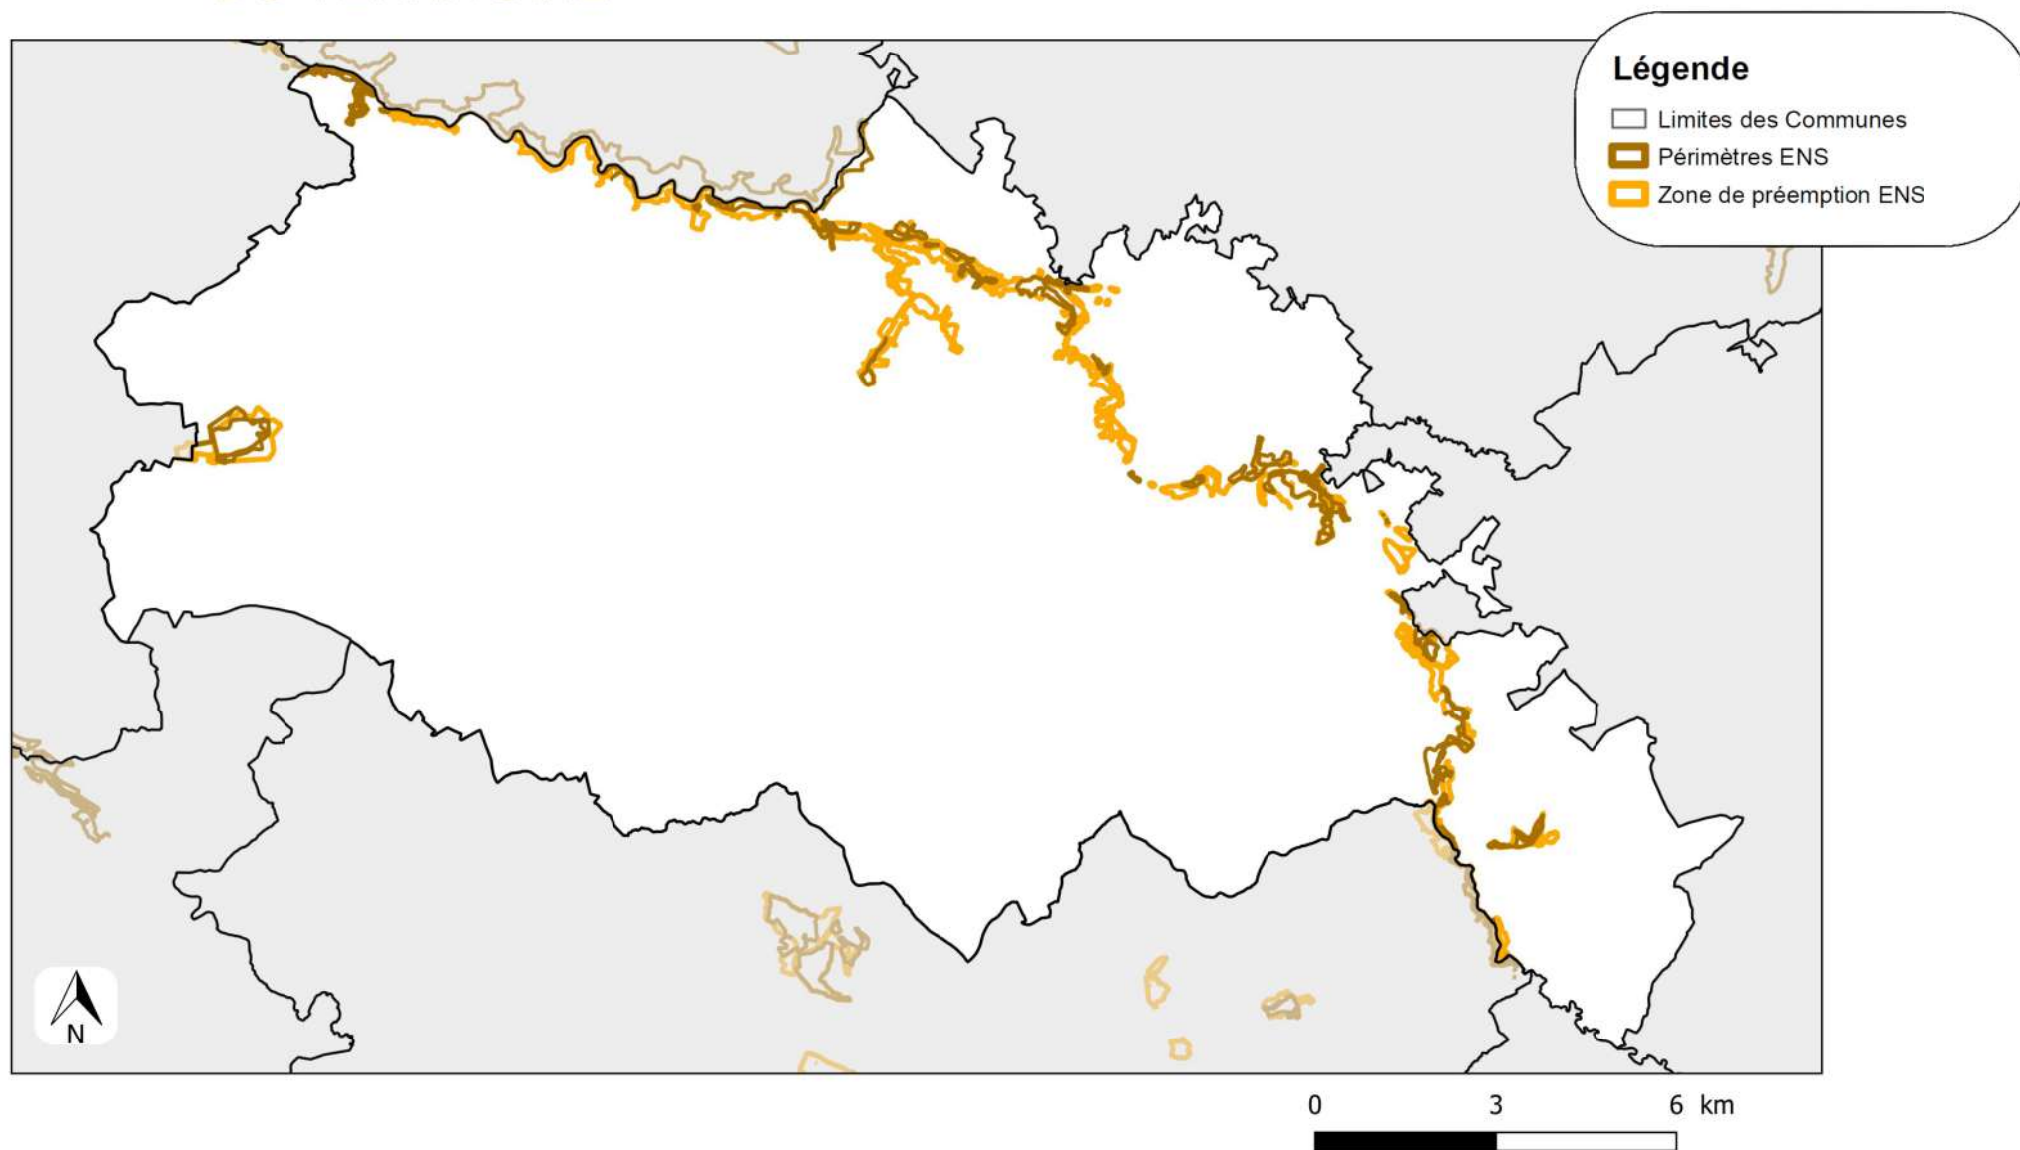 Légende
Limites des Communes
Périmètres ENS
Zone de préemption ENS
N
0 3 6 km